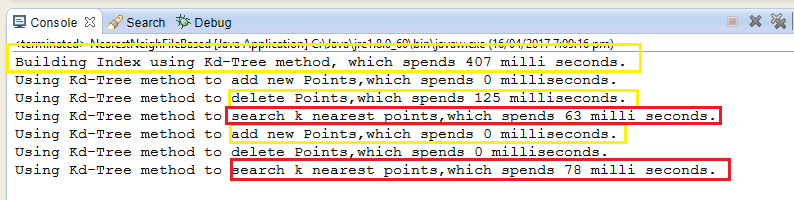 Console Search Debug
<terminated> NearestNeighFileBased [Java Application] C:\Java\jre1.8.0_60\bin\javaw.exe (16/04/2017 7:09:16 pm)
Building Index using Kd-Tree method, which spends 407 milli seconds.
Using Kd-Tree method to add new Points,which spends 0 milliseconds.
Using Kd-Tree method to delete Points,which spends 125 milliseconds.
Using Kd-Tree method to search k nearest points,which spends 63 milli seconds.
Using Kd-Tree method to add new Points,which spends 0 milliseconds.
Using Kd-Tree method to delete Points,which spends 0 milliseconds.
Using Kd-Tree method to search k nearest points,which spends 78 milli seconds.